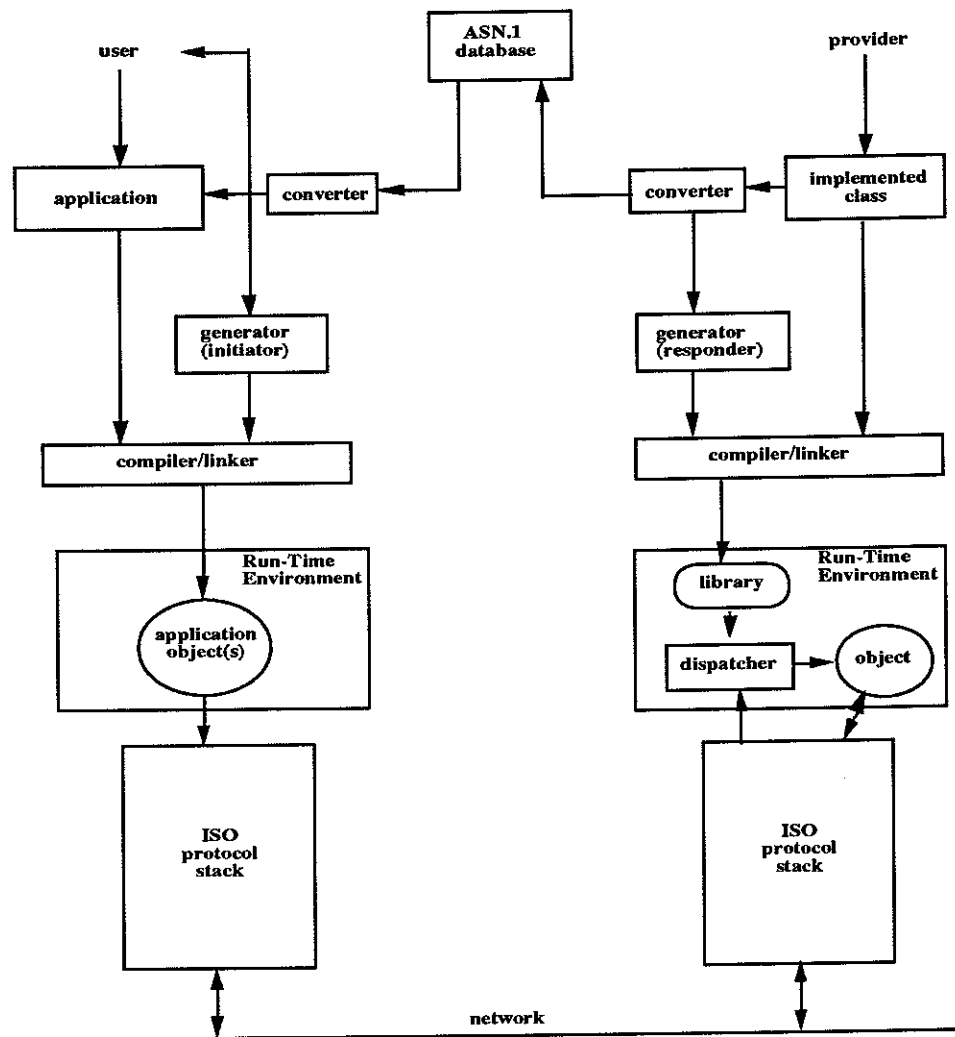 user
ASN.1
database
provider
application
converter
converter
implemented
class
generator
(initiator)
generator
(responder)
compiler/linker
compiler/linker
Run-Time
Environment
application
object(s)
Run-Time
Environment
library
dispatcher
object
ISO
protocol
stack
ISO
protocol
stack
network